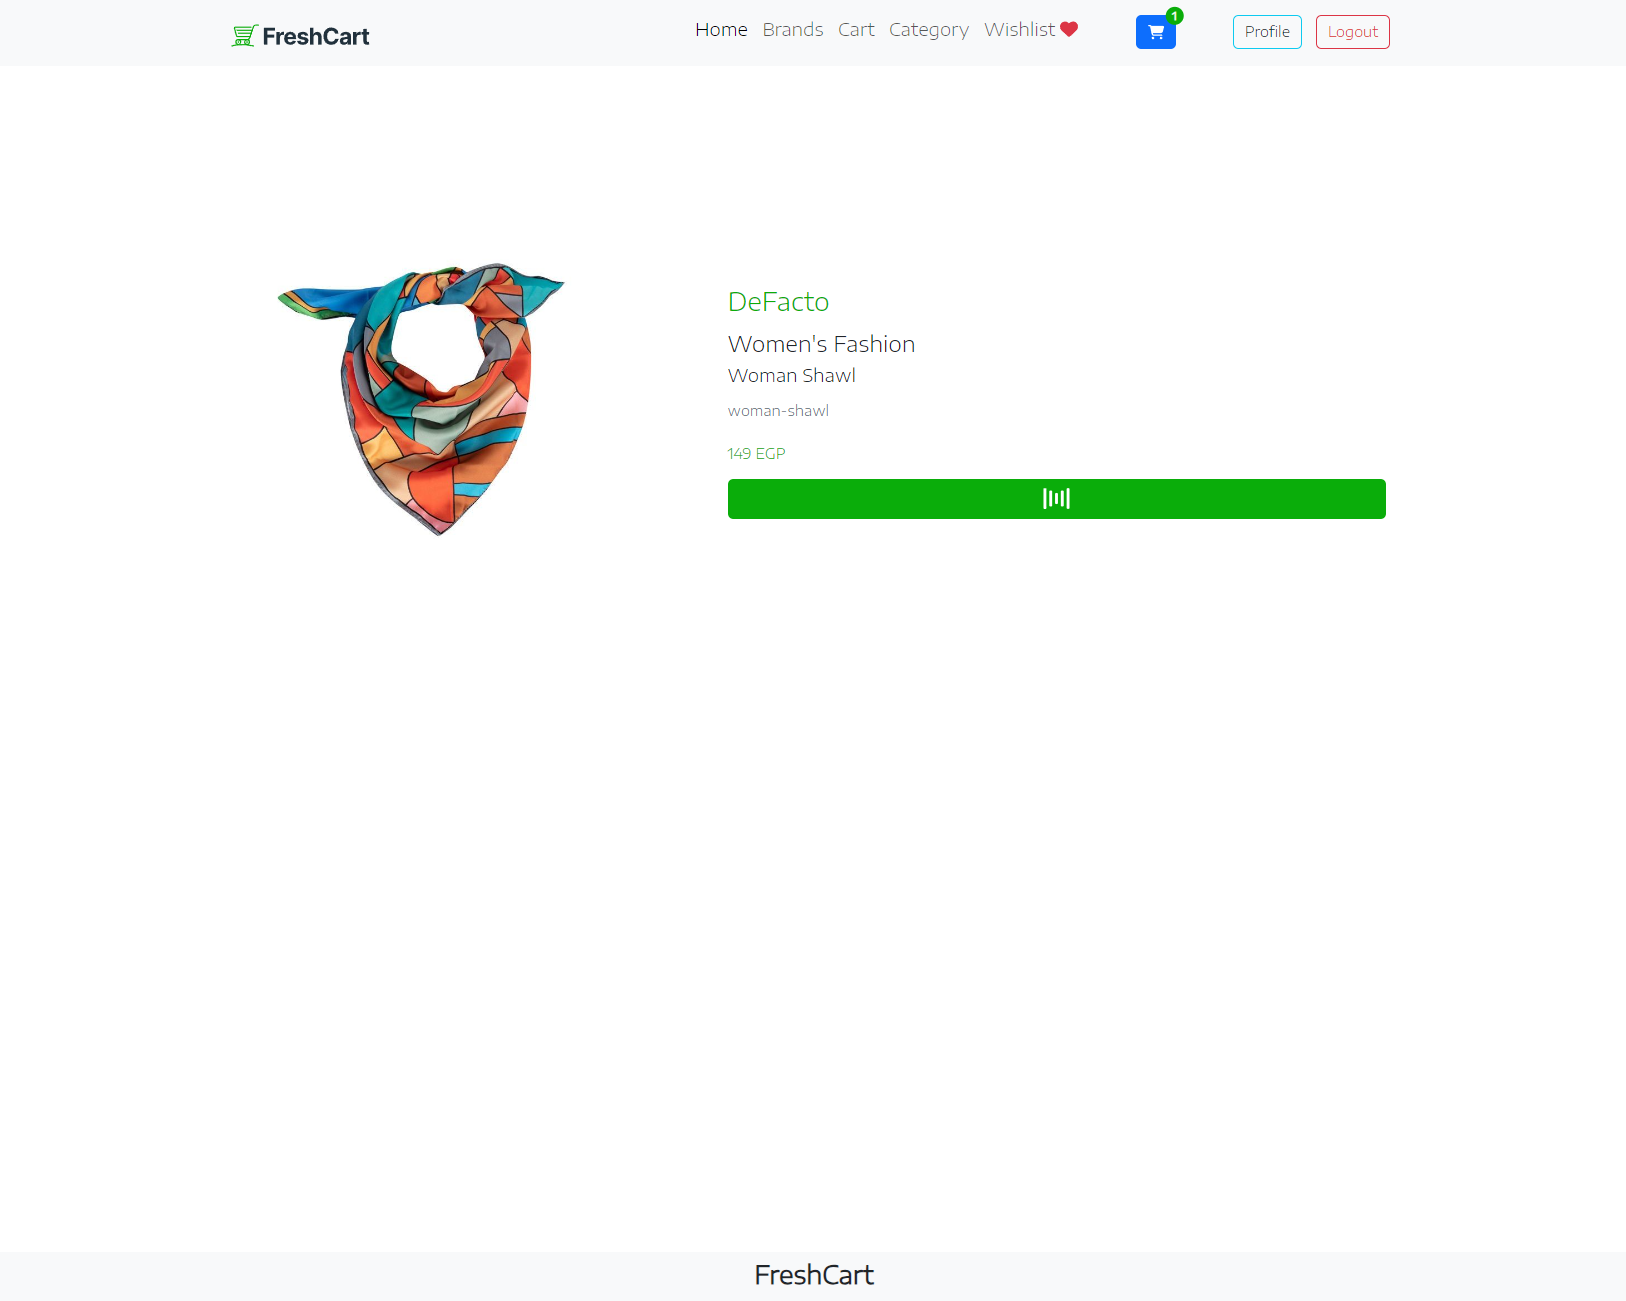 FreshCart
Home Brands Cart Category Wishlist
1
Profile
Logout
DeFacto
Women's Fashion
Woman Shawl
woman-shawl
149 EGP
FreshCart